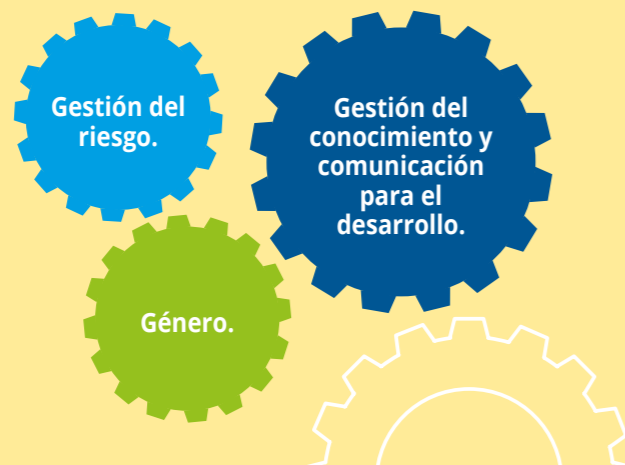 Gestión del
riesgo.
Gestión del
conocimiento y
comunicación
para el
desarrollo.
Género.